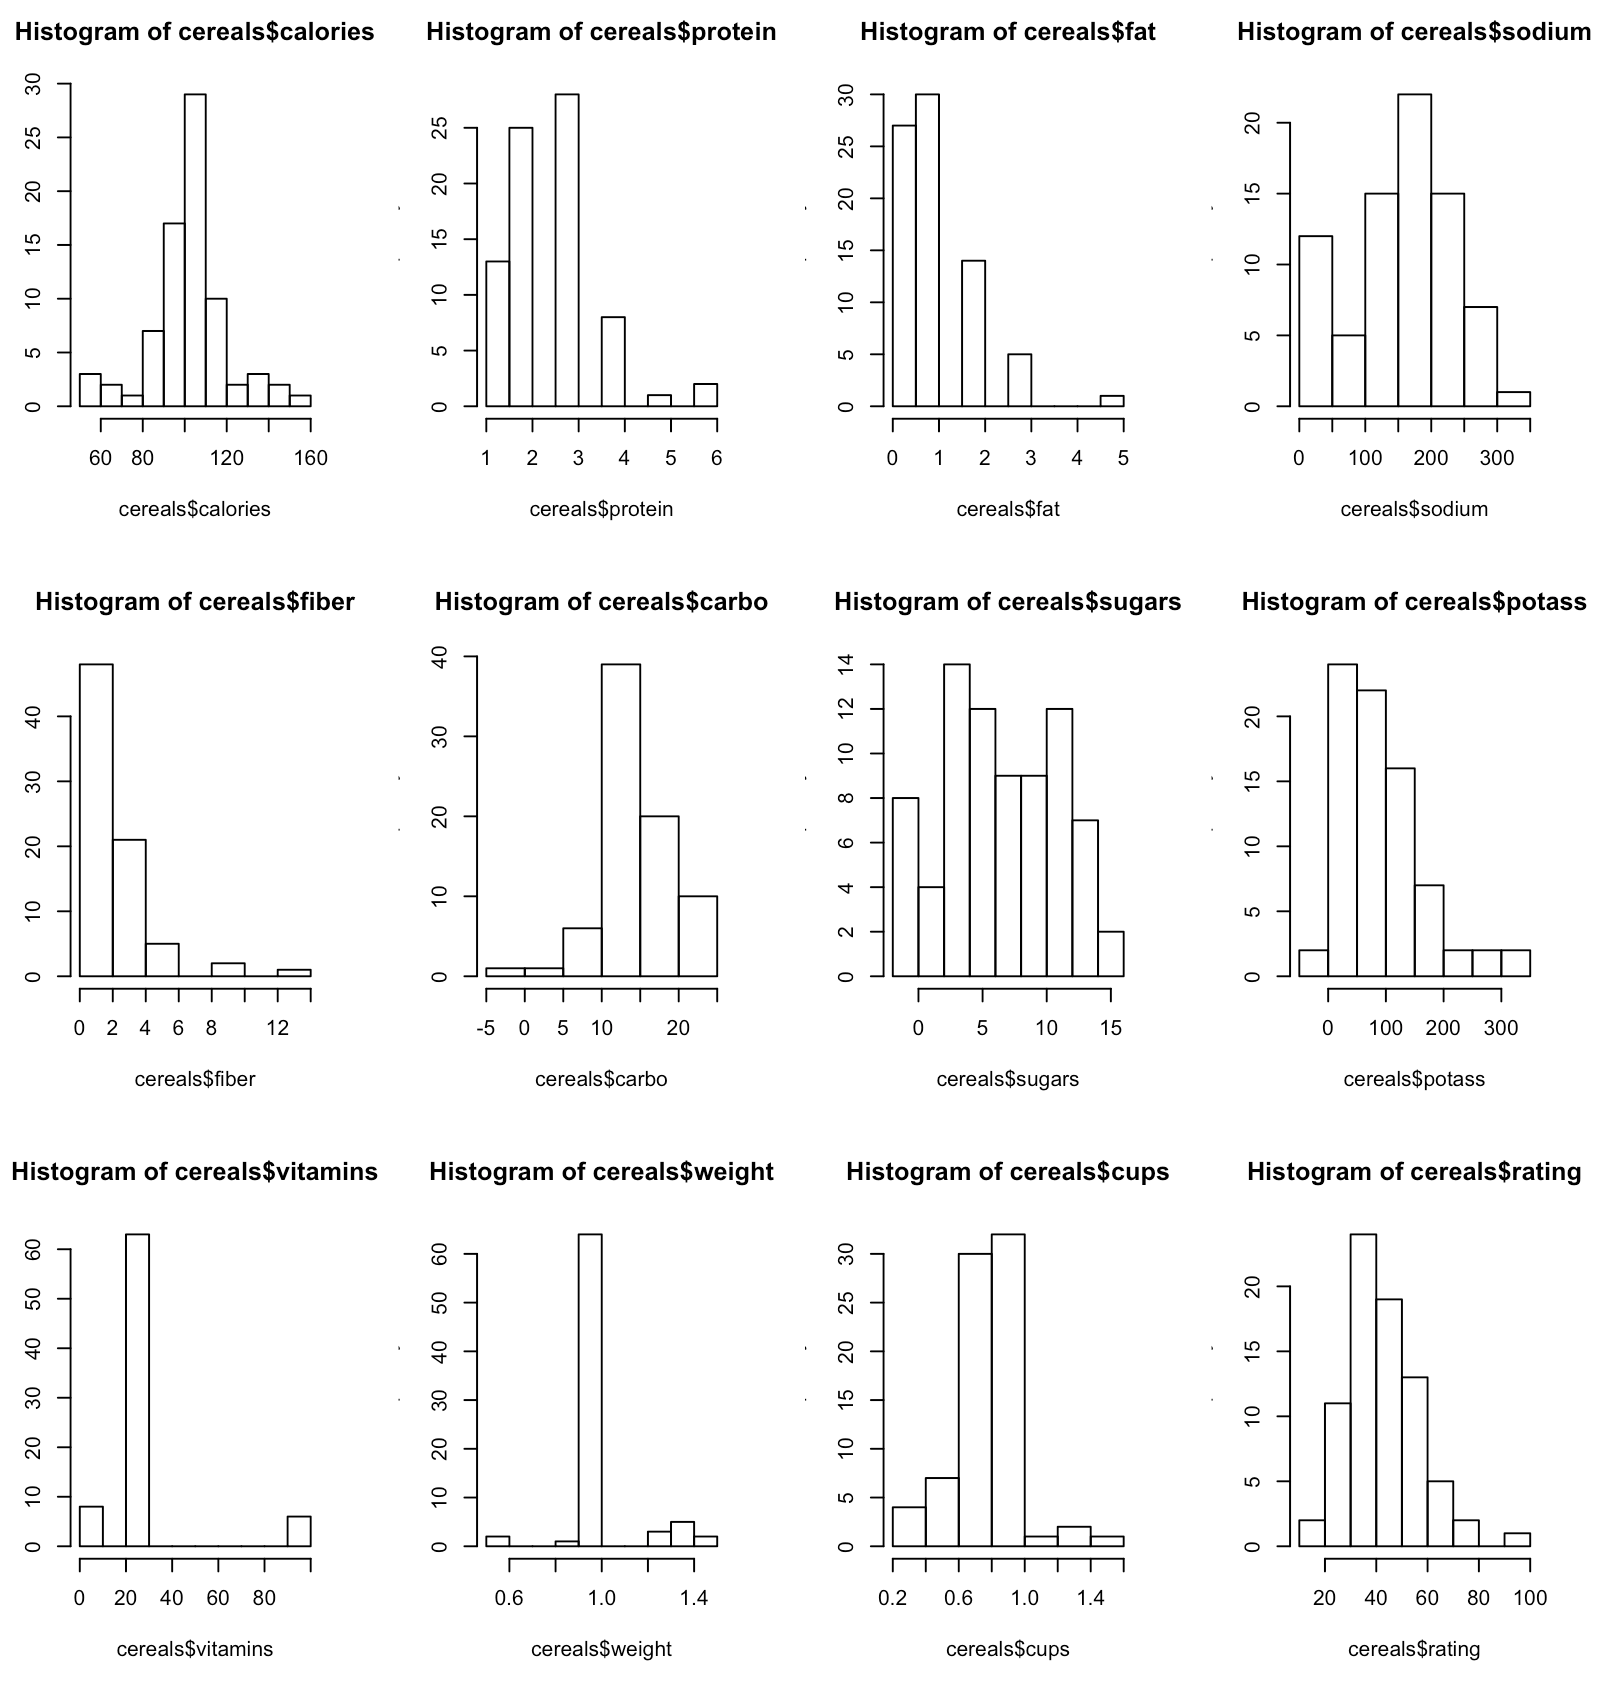 Histogram of cereals$calories
30
25
20
15
10
5
0
60 80 120 160
cereals$calories
Histogram of cereals$protein
25
20
15
10
5
0
1 2 3 4 5 6
cereals$protein
Histogram of cereals$fat
30
25
20
15
10
5
0
0 1 2 3 4 5
cereals$fat
Histogram of cereals$sodium
20
15
10
5
0
0 100 200 300
cereals$sodium
Histogram of cereals$fiber
40
30
20
10
0
0 2 4 6 8 12
cereals$fiber
Histogram of cereals$carbo
40
30
20
10
0
-5 0 5 10 20
cereals$carbo
Histogram of cereals$sugars
14
12
10
8
6
4
2
0
0 5 10 15
cereals$sugars
Histogram of cereals$potass
20
15
10
5
0
0 100 200 300
cereals$potass
Histogram of cereals$vitamins
60
50
40
30
20
10
0
0 20 40 60 80
cereals$vitamins
Histogram of cereals$weight
60
50
40
30
20
10
0
0.6 1.0 1.4
cereals$weight
Histogram of cereals$cups
30
25
20
15
10
5
0
0.2 0.6 1.0 1.4
cereals$cups
Histogram of cereals$rating
20
15
10
5
0
20 40 60 80 100
cereals$rating